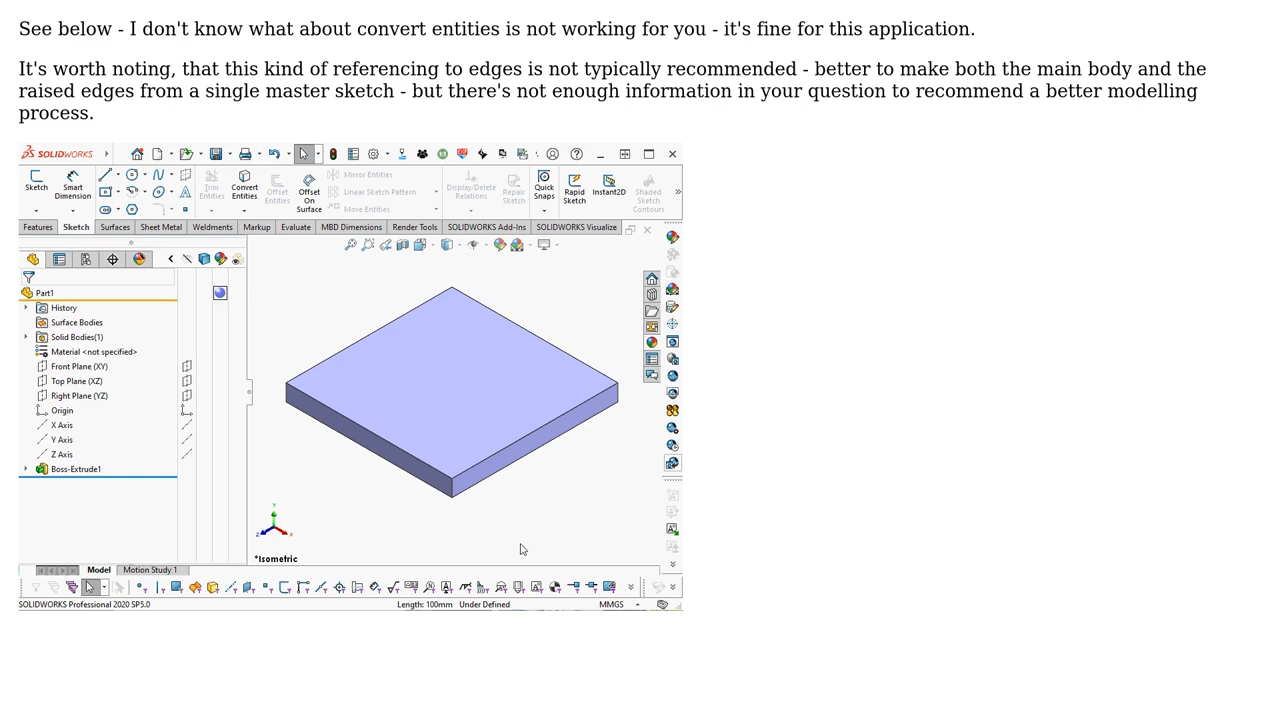 See below - I don't know what about convert entities is not working for you - it's fine for this application.
It's worth noting, that this kind of referencing to edges is not typically recommended - better to make both the main body and the
raised edges from a single master sketch - but there's not enough information in your question to recommend a better modelling
process.
SOLIDWORKS
Sketch
Smart Dimension
Trim Entities
Convert Entities
Offset Entities
Offset On Surface
Mirror Entities
Linear Sketch Pattern
Move Entities
Display/Delete Relations
Repair Sketch
Quick Snaps
Rapid Sketch
Instant2D
Shaded Sketch Contours
Features Sketch Surfaces Sheet Metal Weldments Markup Evaluate MBD Dimensions Render Tools SOLIDWORKS Add-Ins SOLIDWORKS Visualize
Part1
History
Surface Bodies
Solid Bodies(1)
Material <not specified>
Front Plane (XY)
Top Plane (XZ)
Right Plane (YZ)
Origin
X Axis
Y Axis
Z Axis
Boss-Extrude1
Y
Z
X
*Isometric
Model Motion Study 1
SOLIDWORKS Professional 2020 SP5.0 Length: 100mm Under Defined MMGS